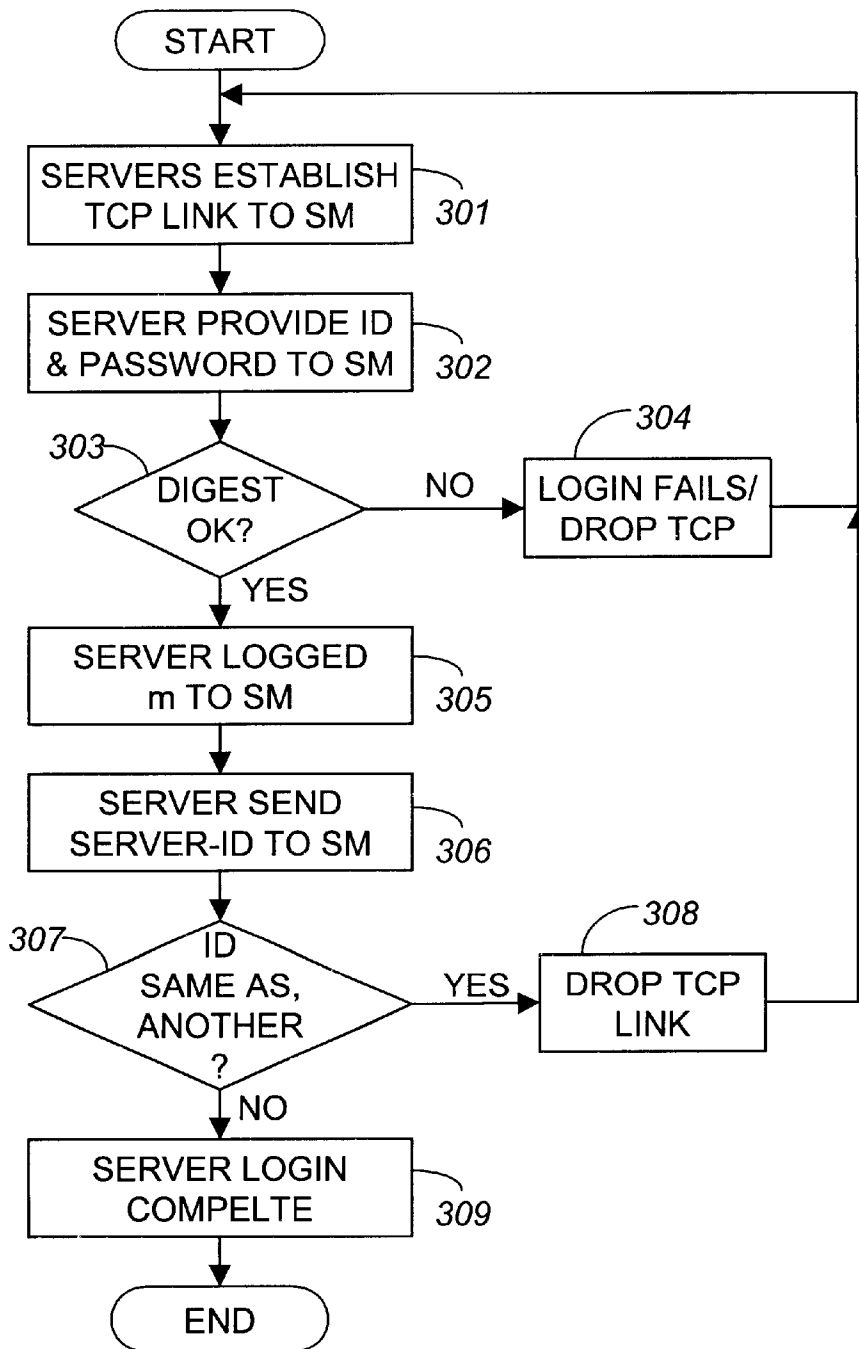 START
SERVERS ESTABLISH
TCP LINK TO SM
301
SERVER PROVIDE ID
& PASSWORD TO SM
302
303
DIGEST
OK?
NO
304
LOGIN FAILS/
DROP TCP
YES
SERVER LOGGED
m TO SM
305
SERVER SEND
SERVER-ID TO SM
306
307
ID
SAME AS,
ANOTHER
?
YES
308
DROP TCP
LINK
NO
SERVER LOGIN
COMPELTE
309
END